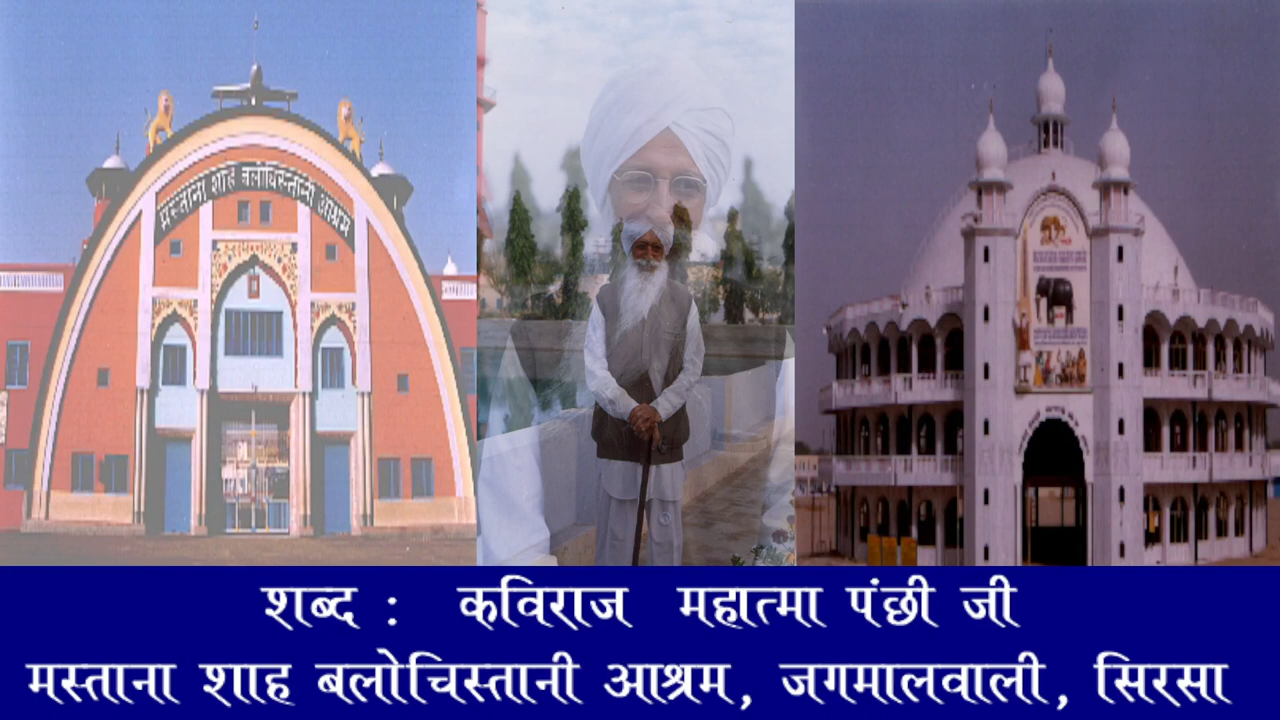 मस्ताना शाह बलोचिस्तानी आश्रम
शब्द : कविराज महात्मा पंछी जी
मस्ताना शाह बलोचिस्तानी आश्रम, जगमालवाली, सिरसा